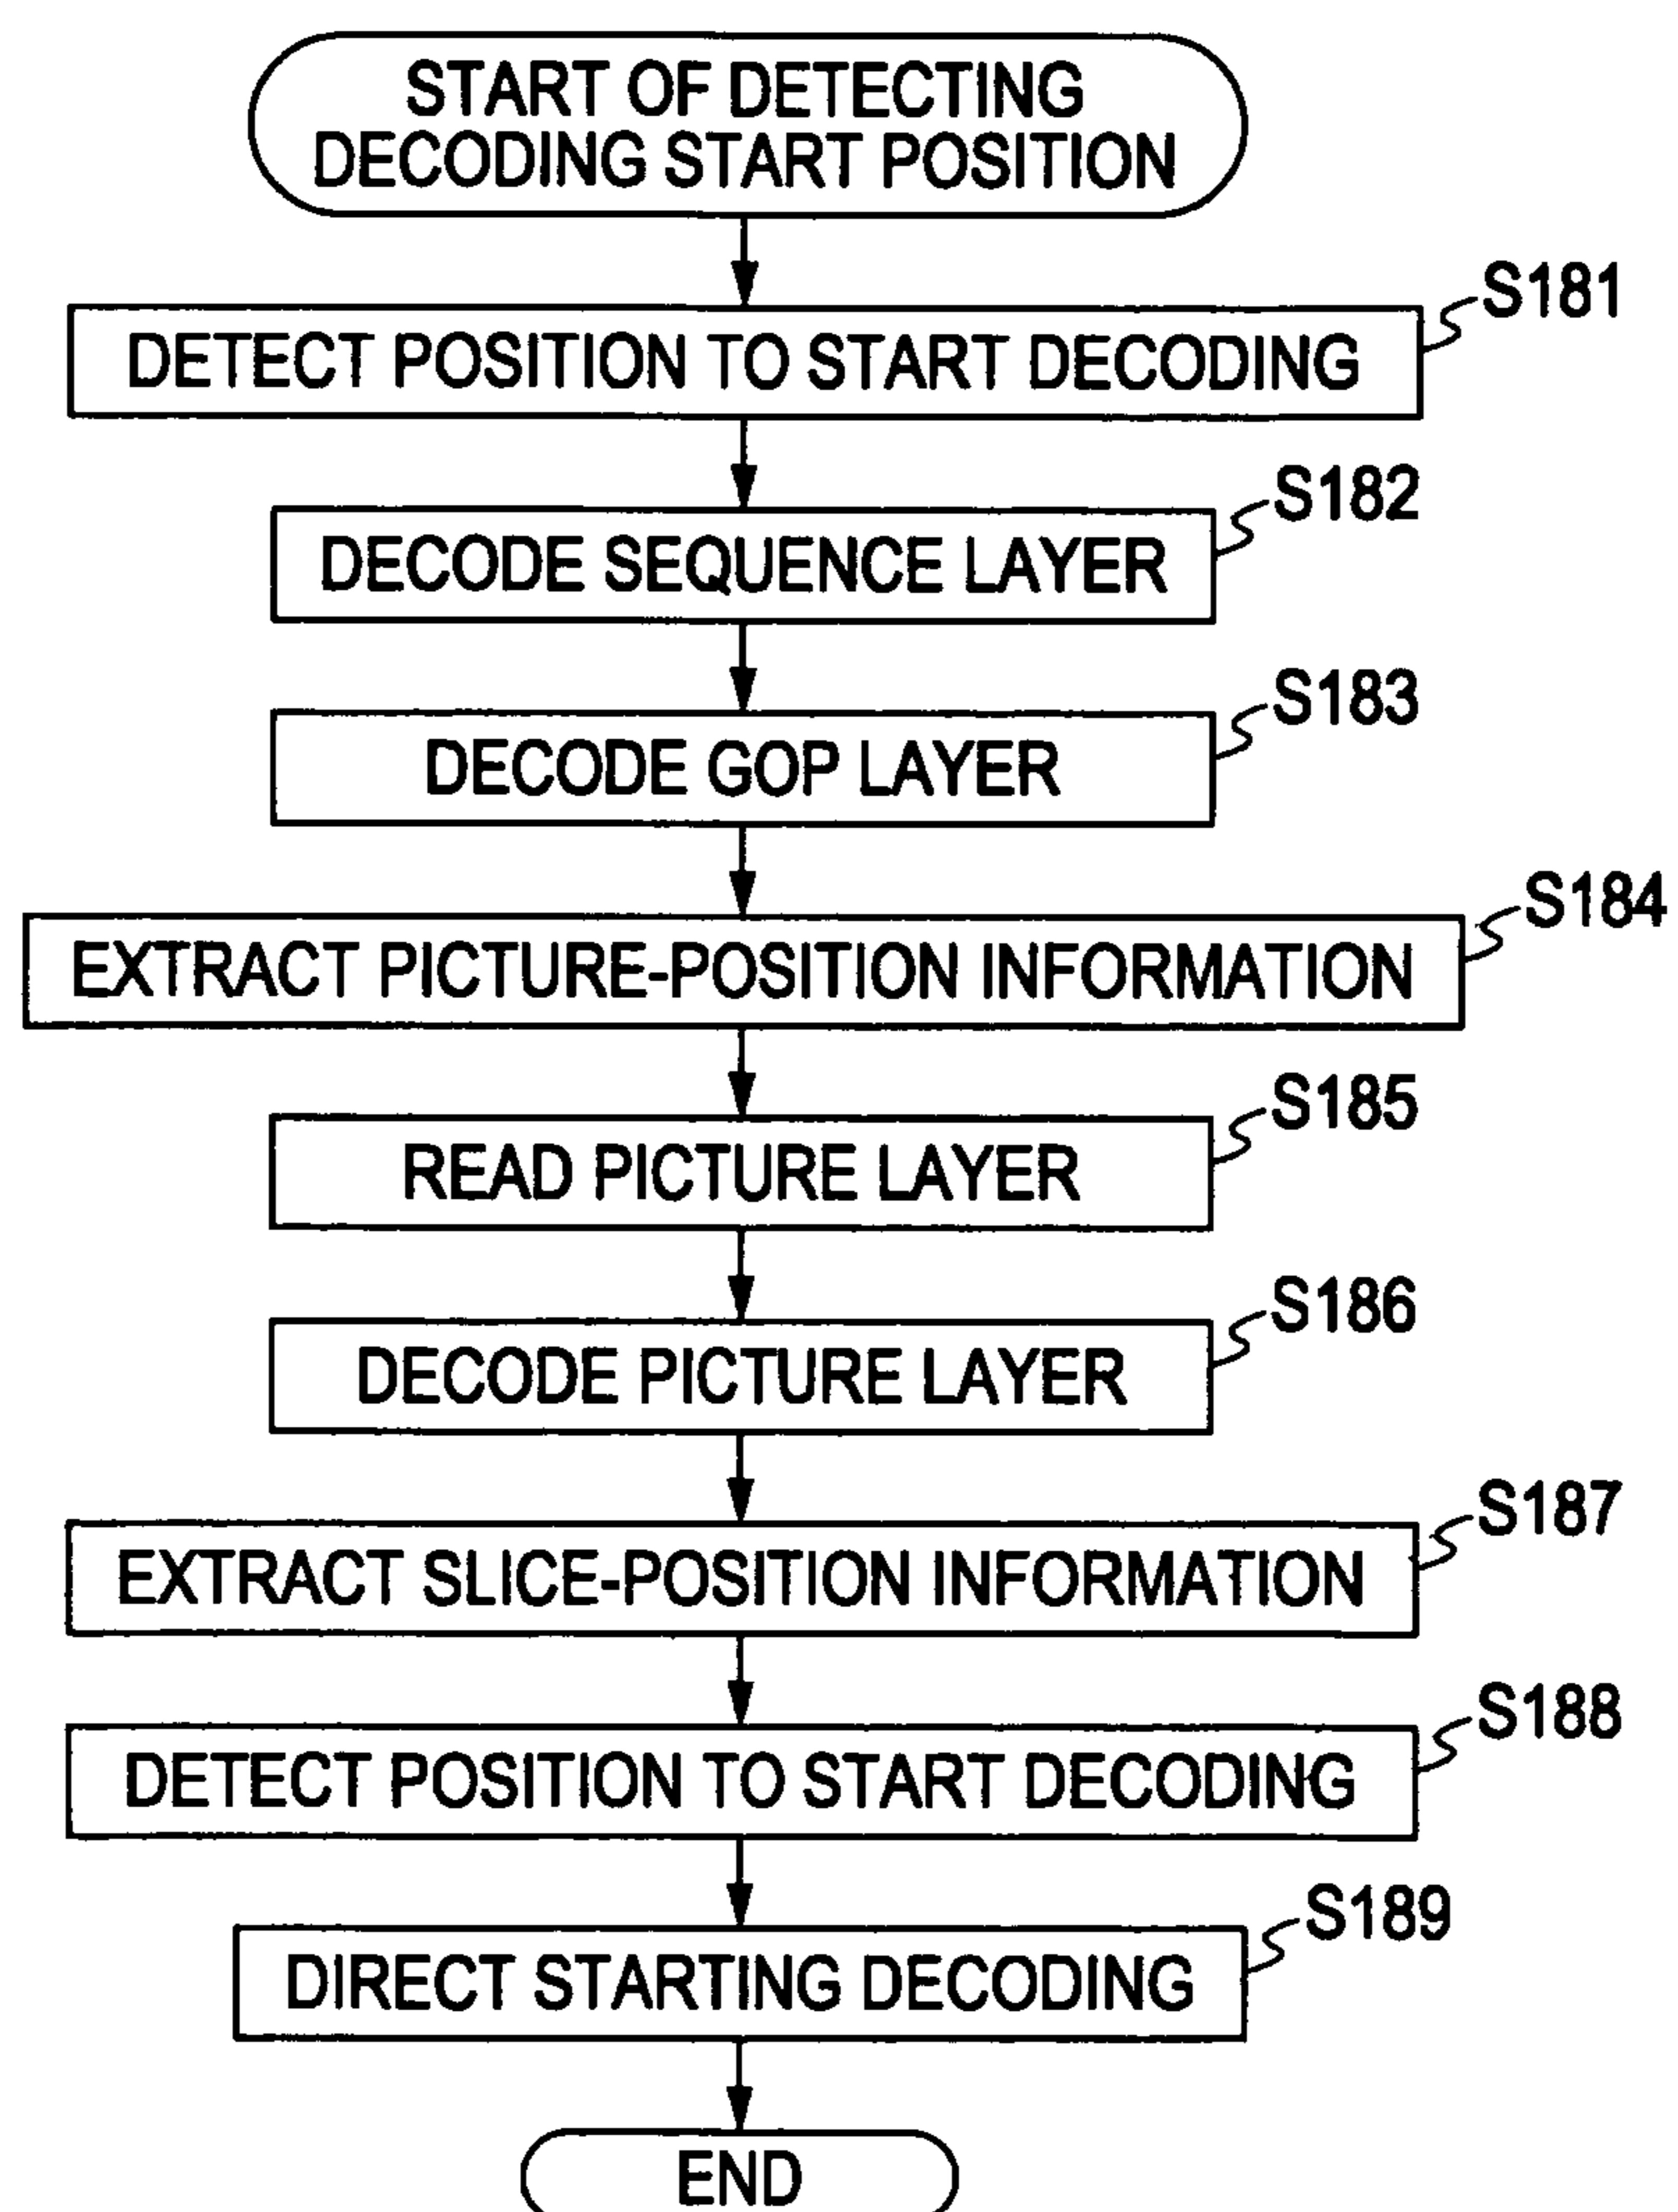 START OF DETECTING
DECODING START POSITION
S181
DETECT POSITION TO START DECODING
S182
DECODE SEQUENCE LAYER
S183
DECODE GOP LAYER
S184
EXTRACT PICTURE-POSITION INFORMATION
S185
READ PICTURE LAYER
S186
DECODE PICTURE LAYER
S187
EXTRACT SLICE-POSITION INFORMATION
S188
DETECT POSITION TO START DECODING
S189
DIRECT STARTING DECODING
END